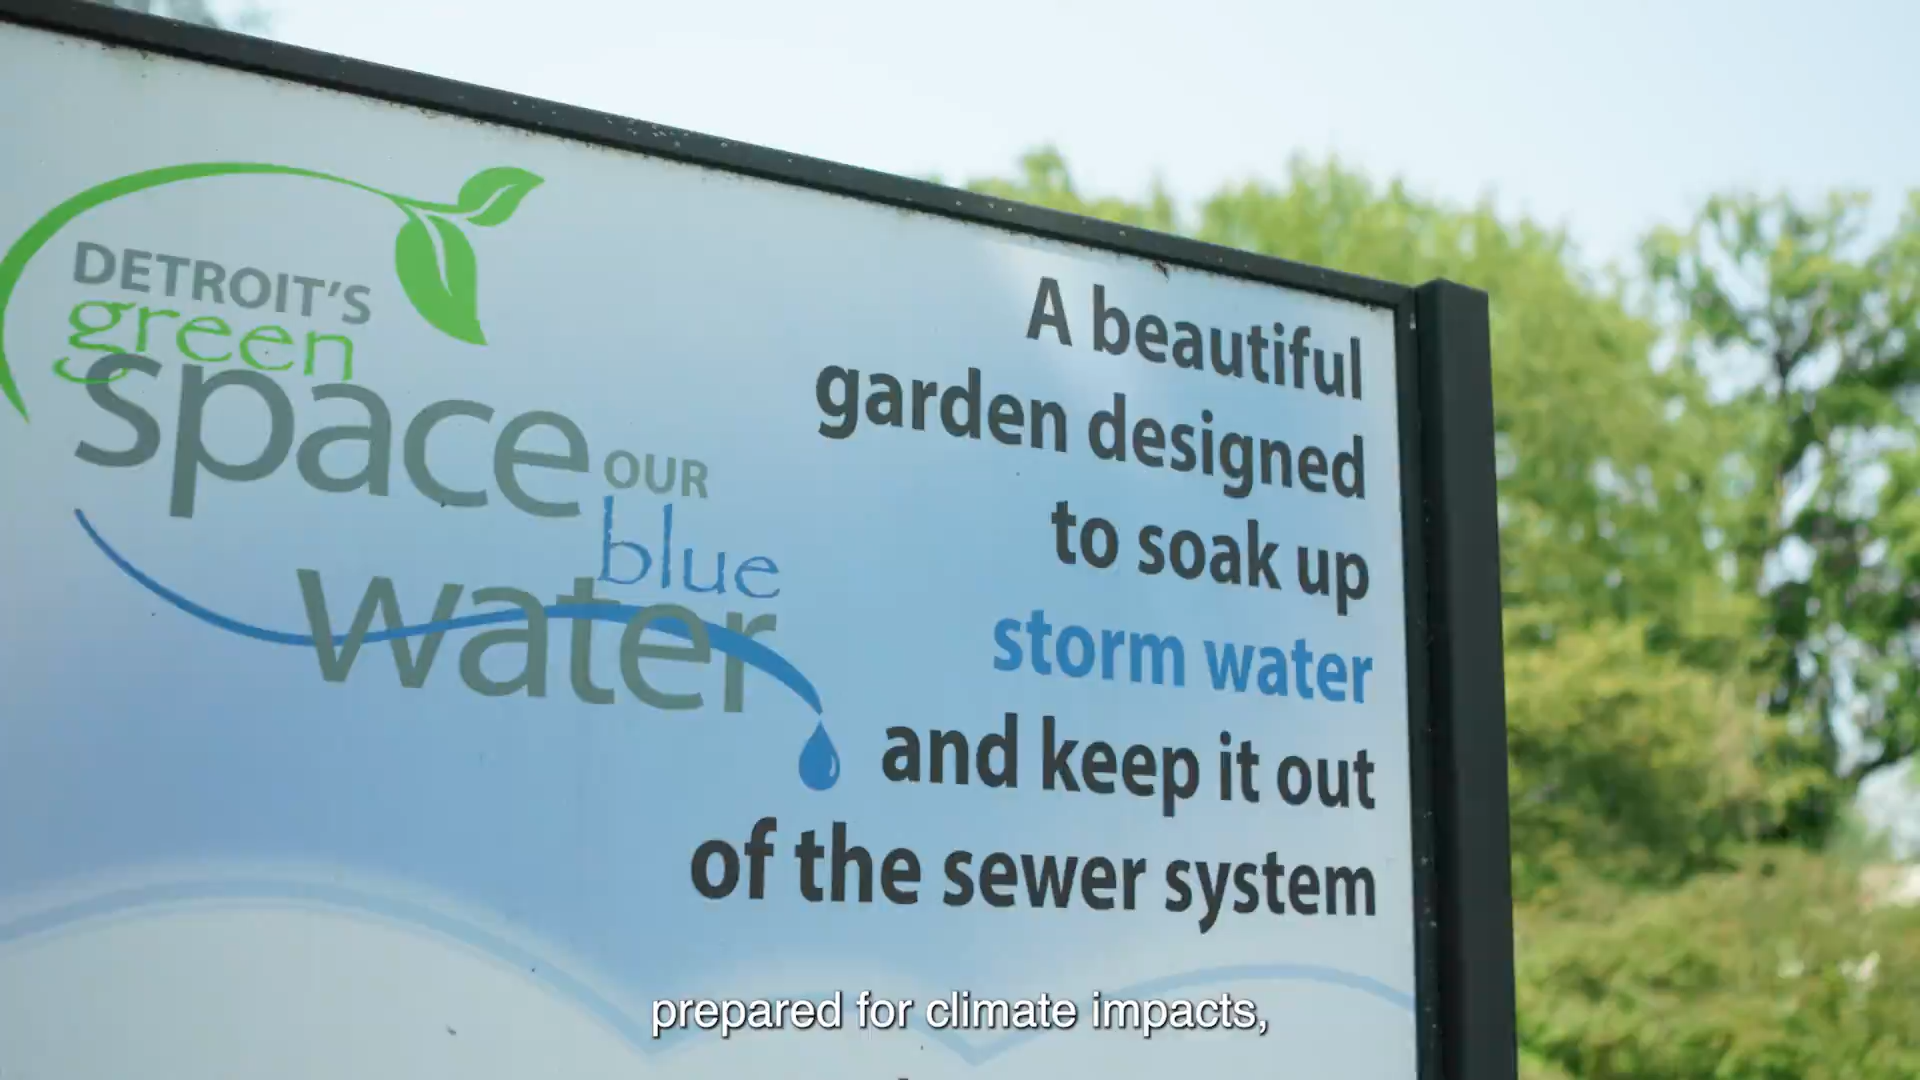 DETROIT'S
green
space OUR
blue
water
A beautiful
garden designed
to soak up
storm water
and keep it out
of the sewer system
prepared for climate impacts,